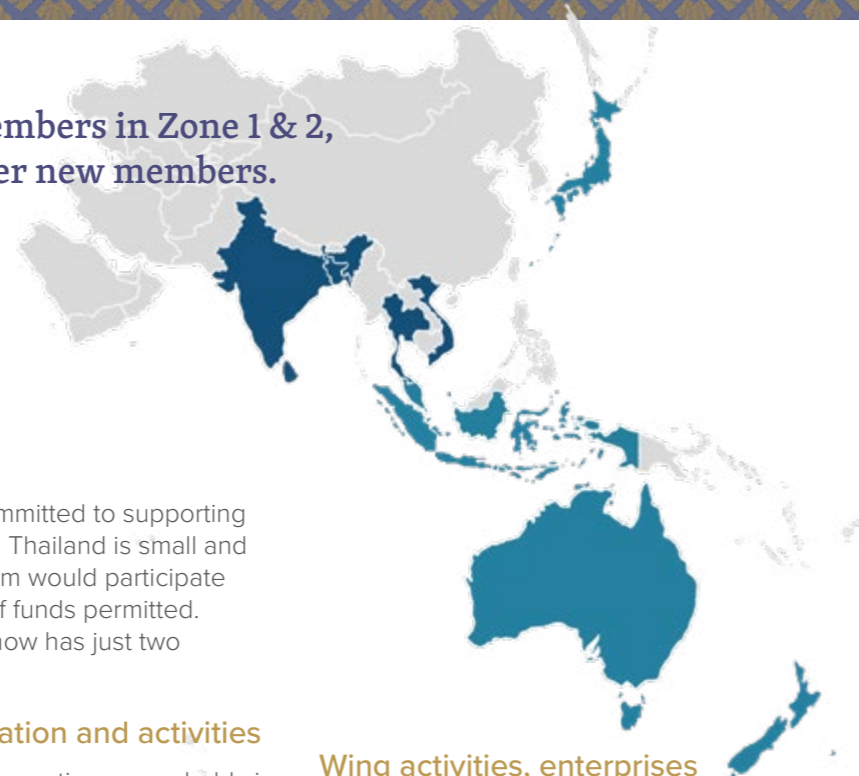 embers in Zone 1 & 2,
er new members.
mmitted to supporting
Thailand is small and
m would participate
f funds permitted.
now has just two
ation and activities
Wing activities, enterprises